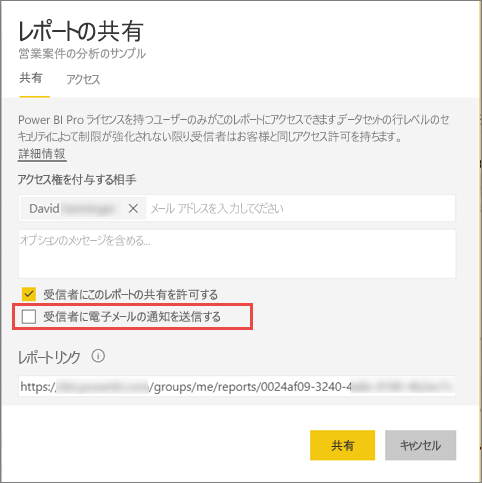 レポートの共有
営業案件の分析のサンプル
共有 アクセス
Power BI Pro ライセンスを持つユーザーのみがこのレポートにアクセスできます。データセットの行レベルのセ
キュリティによって制限が強化されない限り、受信者はお客様と同じアクセス許可を持ちます。
詳細情報
アクセス権を付与する相手
David メール アドレスを入力してください
オプションのメッセージを含める...
受信者にこのレポートの共有を許可する
受信者に電子メールの通知を送信する
レポートリンク
https:/ /groups/me/reports/0024af09-3240-4
共有 キャンセル